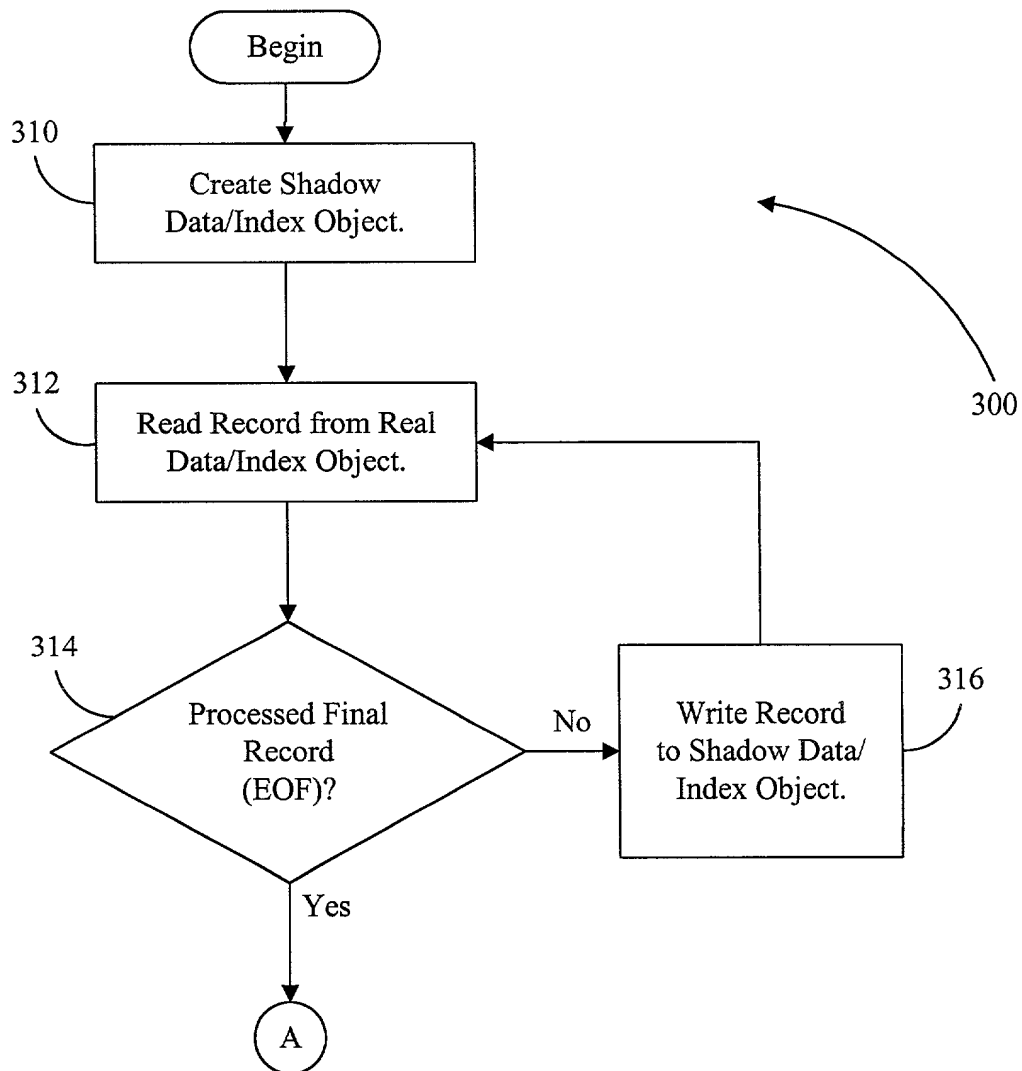 Begin
310
Create Shadow
Data/Index Object.
312
Read Record from Real
Data/Index Object.
300
314
Processed Final
Record
(EOF)?
No
Write Record
to Shadow Data/
Index Object.
316
Yes
A